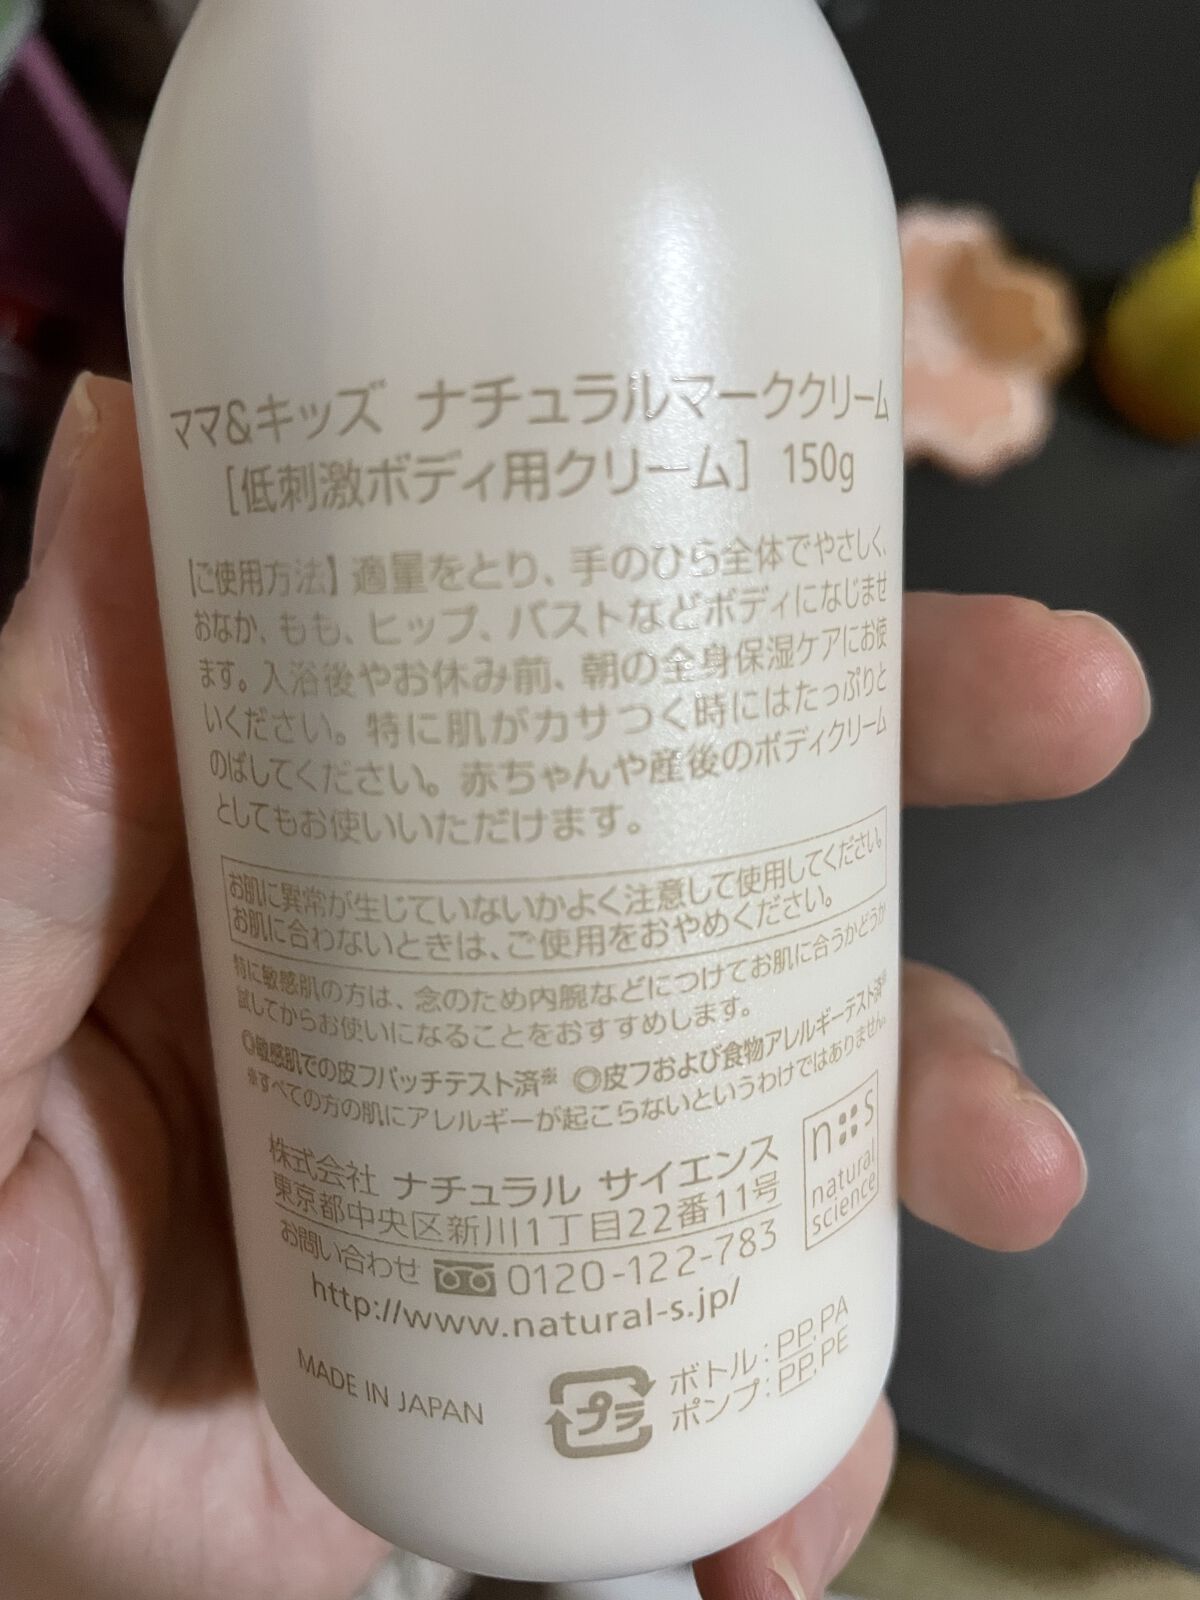 ママ&キッズ ナチュラルマーククリーム
[低刺激ボディ用クリーム] 150g
【ご使用方法】適量をとり、手のひら全体でやさしく、
おなか、もも、ヒップ、バストなどボディになじませ
ます。入浴後やお休み前、朝の全身保湿ケアにお使
いください。特に肌がカサつく時にはたっぷりと
のばしてください。赤ちゃんや産後のボディクリーム
としてもお使いいただけます。
お肌に異常が生じていないかよく注意して使用してください。
お肌に合わないときは、ご使用をおやめください。
特に敏感肌の方は、念のため内腕などにつけてお肌に合うかどうか
試してからお使いになることをおすすめします。
◎敏感肌での皮フパッチテスト済※ ◎皮フおよび食物アレルギーテスト済※
※すべての方の肌にアレルギーが起こらないというわけではありません。
株式会社 ナチュラル サイエンス
東京都中央区新川1丁目22番11号
お問い合わせ 0120-122-783
http://www.natural-s.jp/
n s
natural
science
MADE IN JAPAN
プラ
ボトル:PP,PA
ポンプ:PP,PE